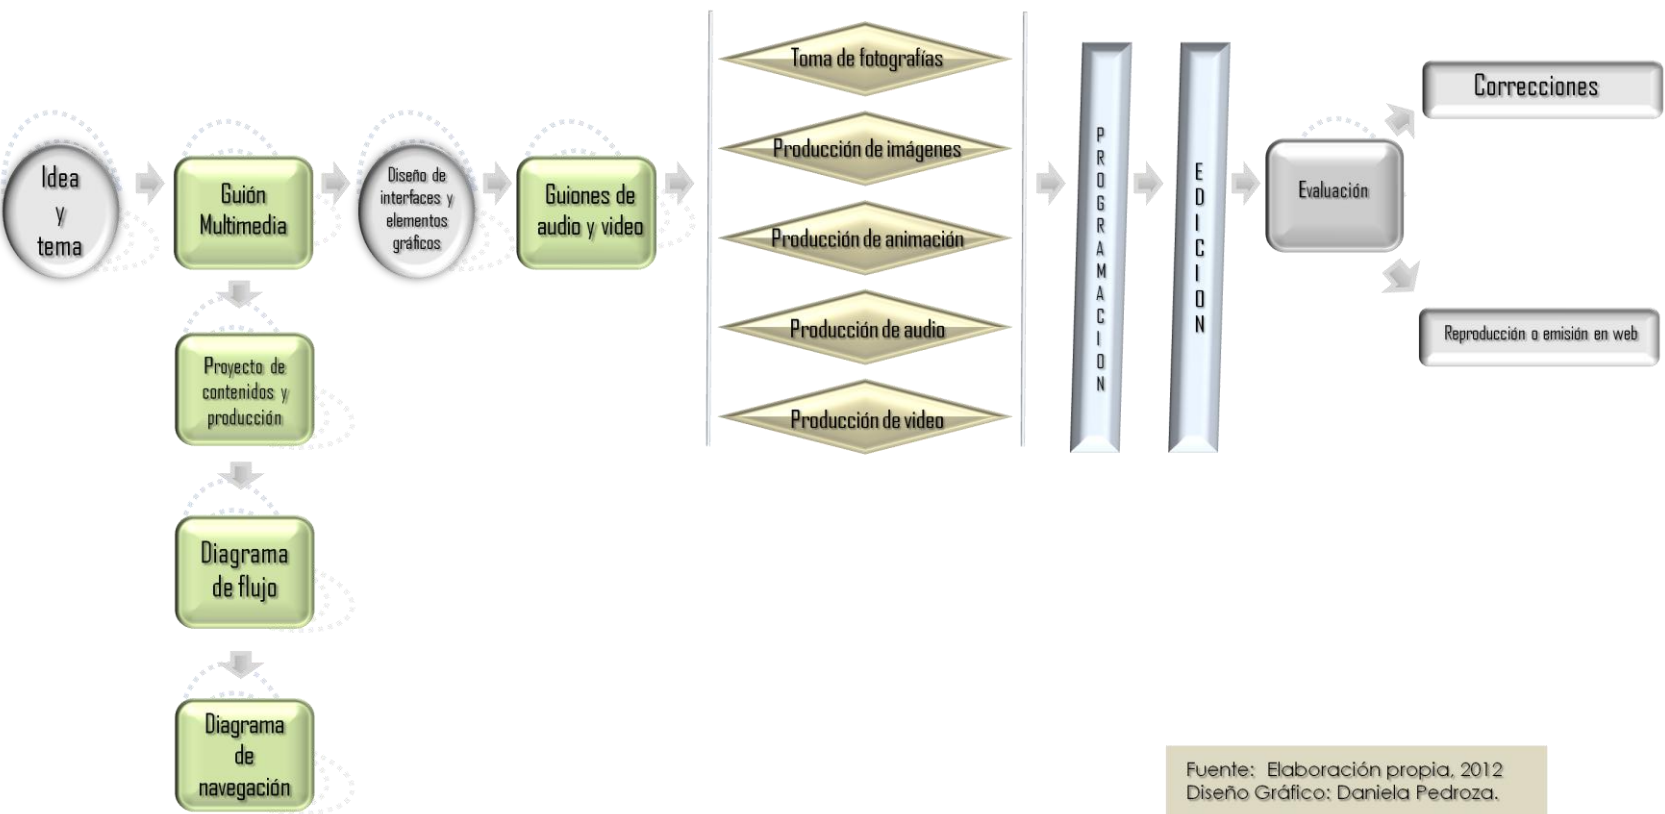 Idea
y
tema
Guión
Multimedia
Proyecto de
contenidos y
producción
Diagrama
de flujo
Diagrama
de
navegación
Diseño de
interfaces y
elementos
gráficos
Guiones de
audio y video
Toma de fotografías
Producción de imágenes
Producción de animación
Producción de audio
Producción de video
PROGRAMACION
EDICION
Evaluación
Correcciones
Reproducción o emisión en web
Fuente: Elaboración propia, 2012
Diseño Gráfico: Daniela Pedroza.